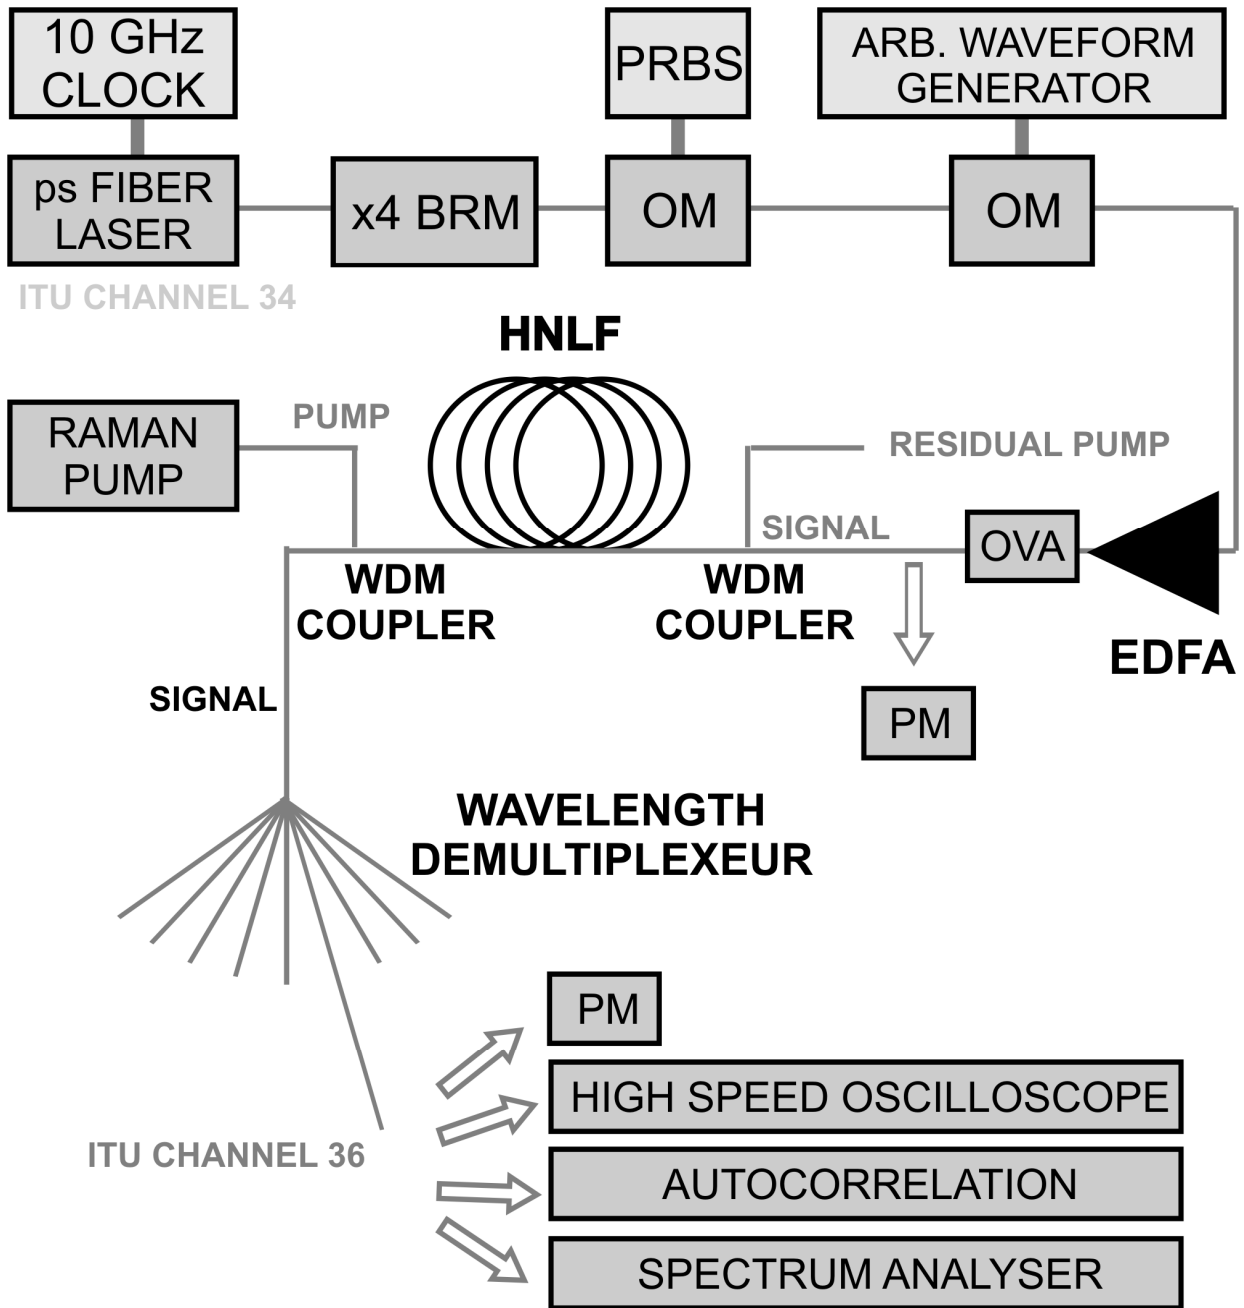 10 GHz
CLOCK
PRBS
ARB. WAVEFORM
GENERATOR
ps FIBER
LASER
x4 BRM
OM
OM
ITU CHANNEL 34
HNLF
RAMAN
PUMP
PUMP
RESIDUAL PUMP
SIGNAL
OVA
WDM
COUPLER
WDM
COUPLER
EDFA
SIGNAL
PM
WAVELENGTH
DEMULTIPLEXEUR
PM
HIGH SPEED OSCILLOSCOPE
ITU CHANNEL 36
AUTOCORRELATION
SPECTRUM ANALYSER